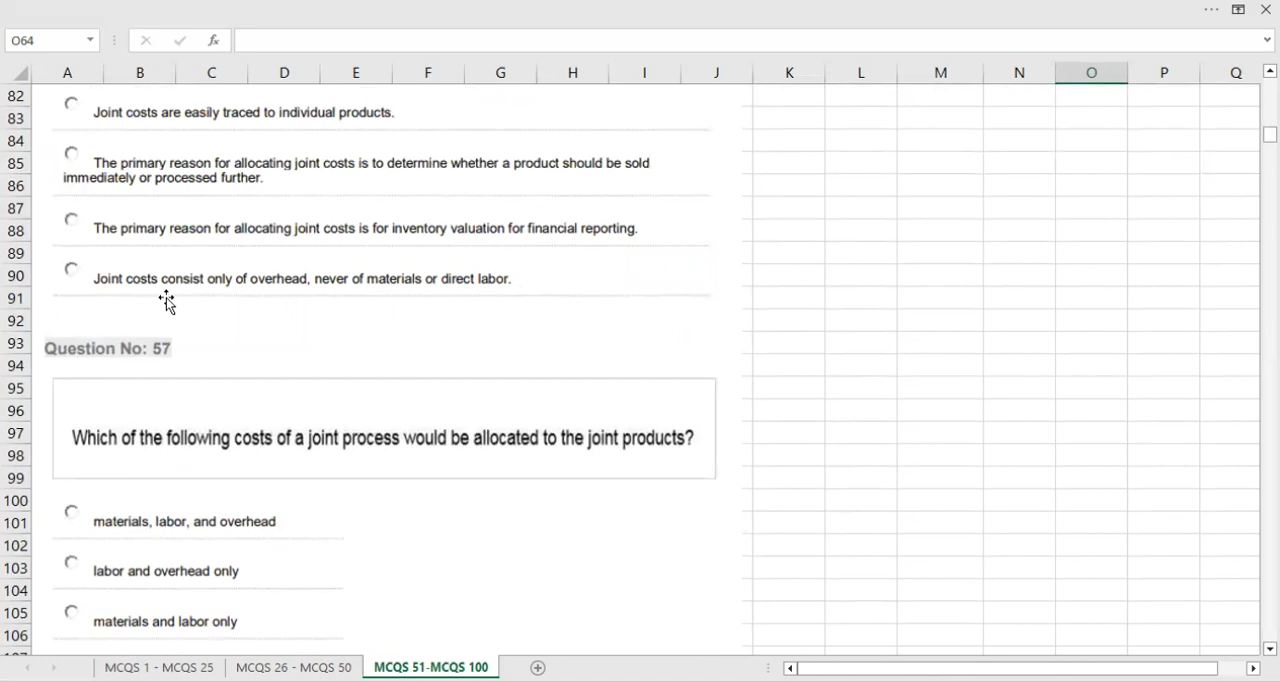 O64
fx
A B C D E F G H I J K L M N O P Q
82
83 Joint costs are easily traced to individual products.
84
85 The primary reason for allocating joint costs is to determine whether a product should be sold
86 immediately or processed further.
87
88 The primary reason for allocating joint costs is for inventory valuation for financial reporting.
89
90 Joint costs consist only of overhead, never of materials or direct labor.
91
92
93 Question No: 57
94
95
96
97 Which of the following costs of a joint process would be allocated to the joint products?
98
99
100
101 materials, labor, and overhead
102
103 labor and overhead only
104
105 materials and labor only
106
MCQS 1 - MCQS 25 MCQS 26 - MCQS 50 MCQS 51-MCQS 100